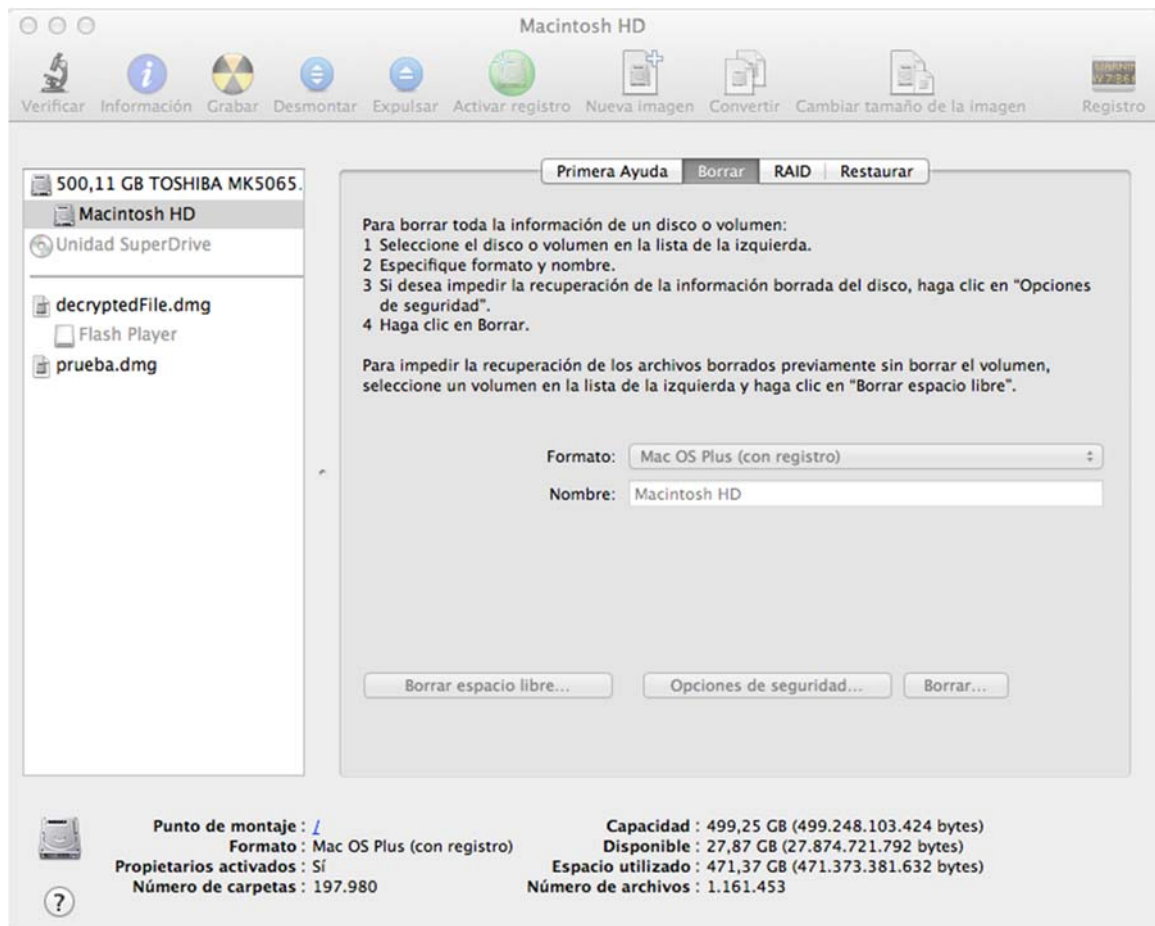 Macintosh HD
Verificar Información Grabar Desmontar Expulsar Activar registro Nueva imagen Convertir Cambiar tamaño de la imagen Registro
500,11 GB TOSHIBA MK5065.
Macintosh HD
Unidad SuperDrive
decryptedFile.dmg
Flash Player
prueba.dmg
Primera Ayuda Borrar RAID Restaurar
Para borrar toda la información de un disco o volumen:
1 Seleccione el disco o volumen en la lista de la izquierda.
2 Especifique formato y nombre.
3 Si desea impedir la recuperación de la información borrada del disco, haga clic en "Opciones
de seguridad".
4 Haga clic en Borrar.
Para impedir la recuperación de los archivos borrados previamente sin borrar el volumen,
seleccione un volumen en la lista de la izquierda y haga clic en "Borrar espacio libre".
Formato: Mac OS Plus (con registro)
Nombre: Macintosh HD
Borrar espacio libre... Opciones de seguridad... Borrar...
Punto de montaje : /
Formato : Mac OS Plus (con registro)
Propietarios activados : Sí
Número de carpetas : 197.980
Capacidad : 499,25 GB (499.248.103.424 bytes)
Disponible : 27,87 GB (27.874.721.792 bytes)
Espacio utilizado : 471,37 GB (471.373.381.632 bytes)
Número de archivos : 1.161.453
?